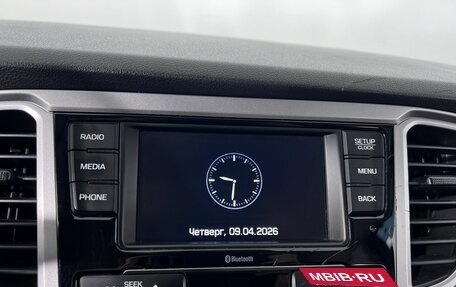 RADIO
SETUP
CLOCK
MEDIA
MENU
PHONE
BACK
Четверг, 09.04.2026
Bluetooth
SEEK
MBIB.RU